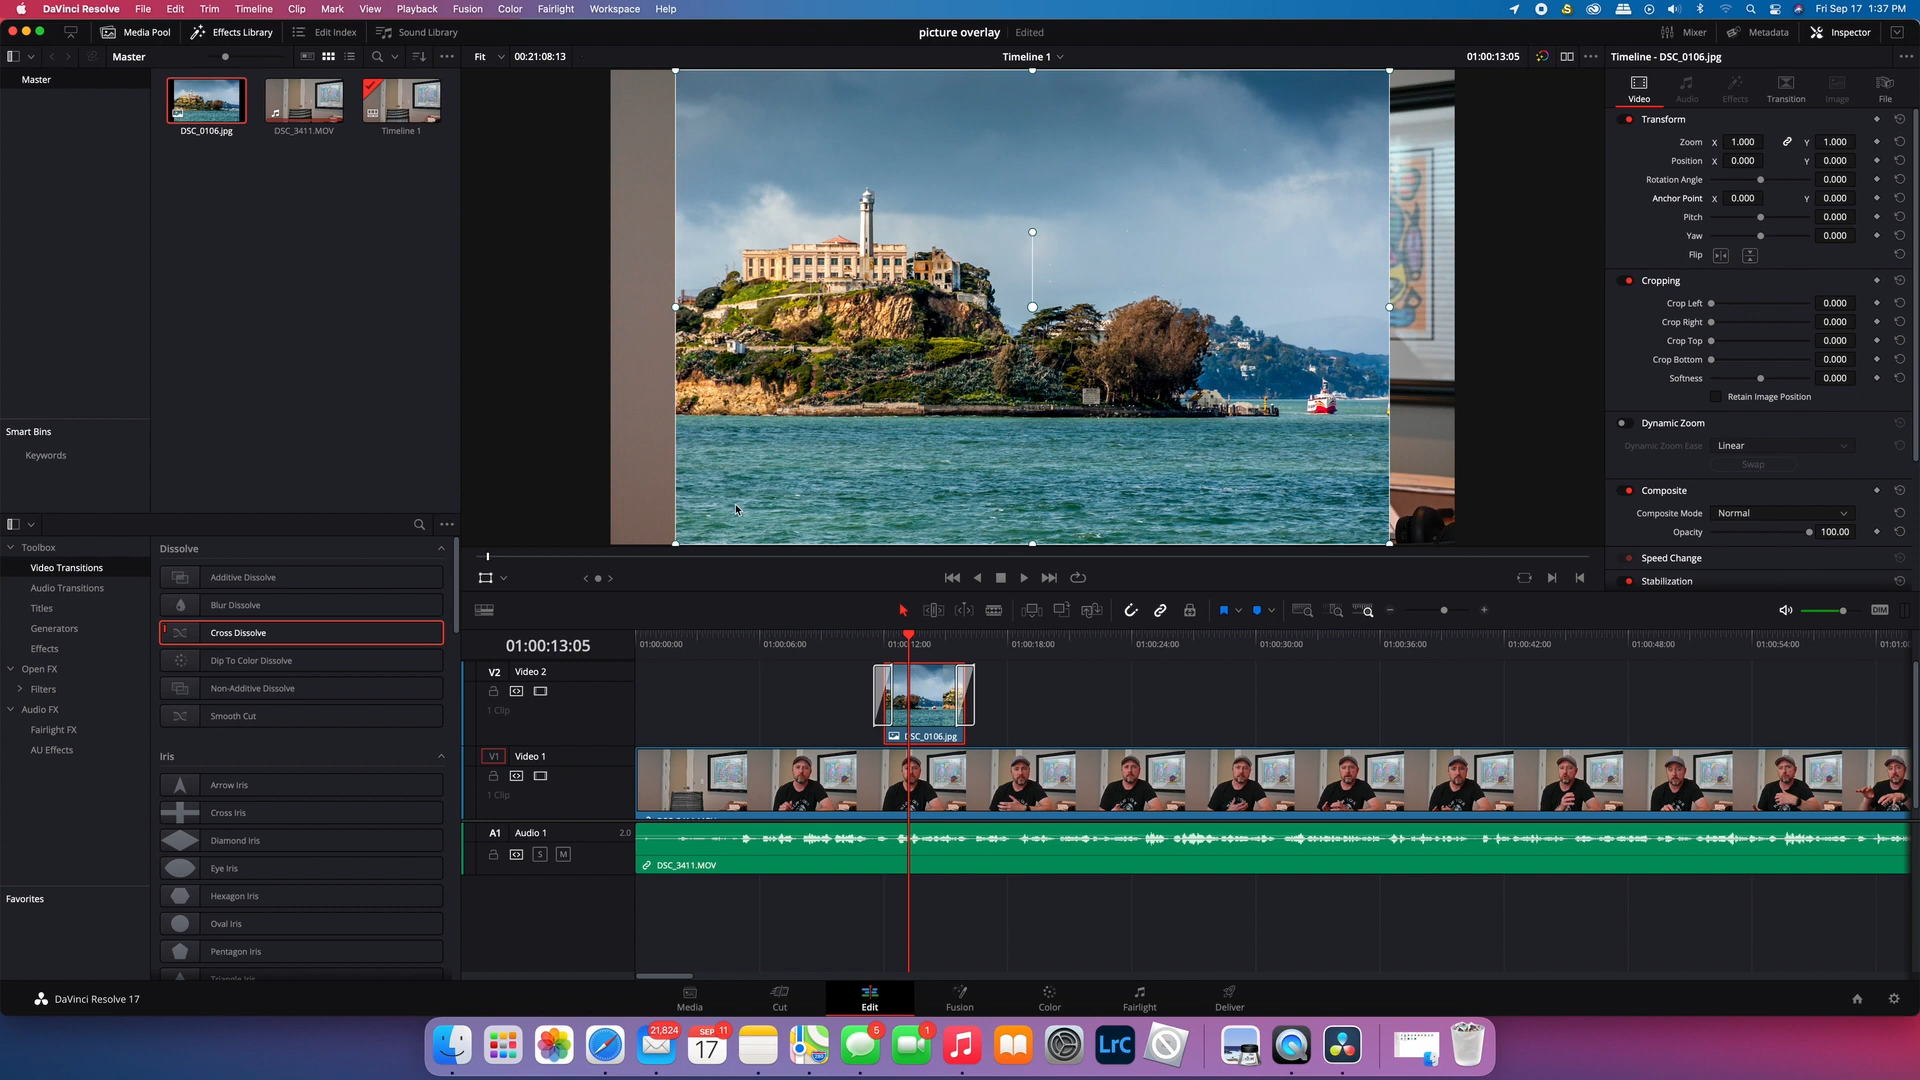 DaVinci Resolve File Edit Trim Timeline Clip Mark View Playback Fusion Color Fairlight Workspace Help Fri Sep 17 1:37 PM
Media Pool Effects Library Edit Index Sound Library picture overlay Edited Mixer Metadata Inspector
Master Fit 00:21:08:13 Timeline 1 01:00:13:05 Timeline - DSC_0106.jpg
Master
DSC_0106.jpg DSC_3411.MOV Timeline 1
Video Audio Effects Transition Image File
Transform
Zoom X 1.000 Y 1.000
Position X 0.000 Y 0.000
Rotation Angle 0.000
Anchor Point X 0.000 Y 0.000
Pitch 0.000
Yaw 0.000
Flip
Cropping
Crop Left 0.000
Crop Right 0.000
Crop Top 0.000
Crop Bottom 0.000
Softness 0.000
Retain Image Position
Dynamic Zoom
Dynamic Zoom Ease Linear
Swap
Composite
Composite Mode Normal
Opacity 100.00
Speed Change
Stabilization
Smart Bins
Keywords
Toolbox
Video Transitions
Audio Transitions
Titles
Generators
Effects
Open FX
Filters
Audio FX
Fairlight FX
AU Effects
Favorites
Dissolve
Additive Dissolve
Blur Dissolve
Cross Dissolve
Dip To Color Dissolve
Non-Additive Dissolve
Smooth Cut
Iris
Arrow Iris
Cross Iris
Diamond Iris
Eye Iris
Hexagon Iris
Oval Iris
Pentagon Iris
Triangle Iris
DIM
01:00:13:05 01:00:00:00 01:00:06:00 01:00:12:00 01:00:18:00 01:00:24:00 01:00:30:00 01:00:36:00 01:00:42:00 01:00:48:00 01:00:54:00
V2 Video 2
1 Clip
DSC_0106.jpg
V1 Video 1
1 Clip
A1 Audio 1 2.0
S M
DSC_3411.MOV
DaVinci Resolve 17 Media Cut Edit Fusion Color Fairlight Deliver
21,824 SEP 11 17 5 1 LrC